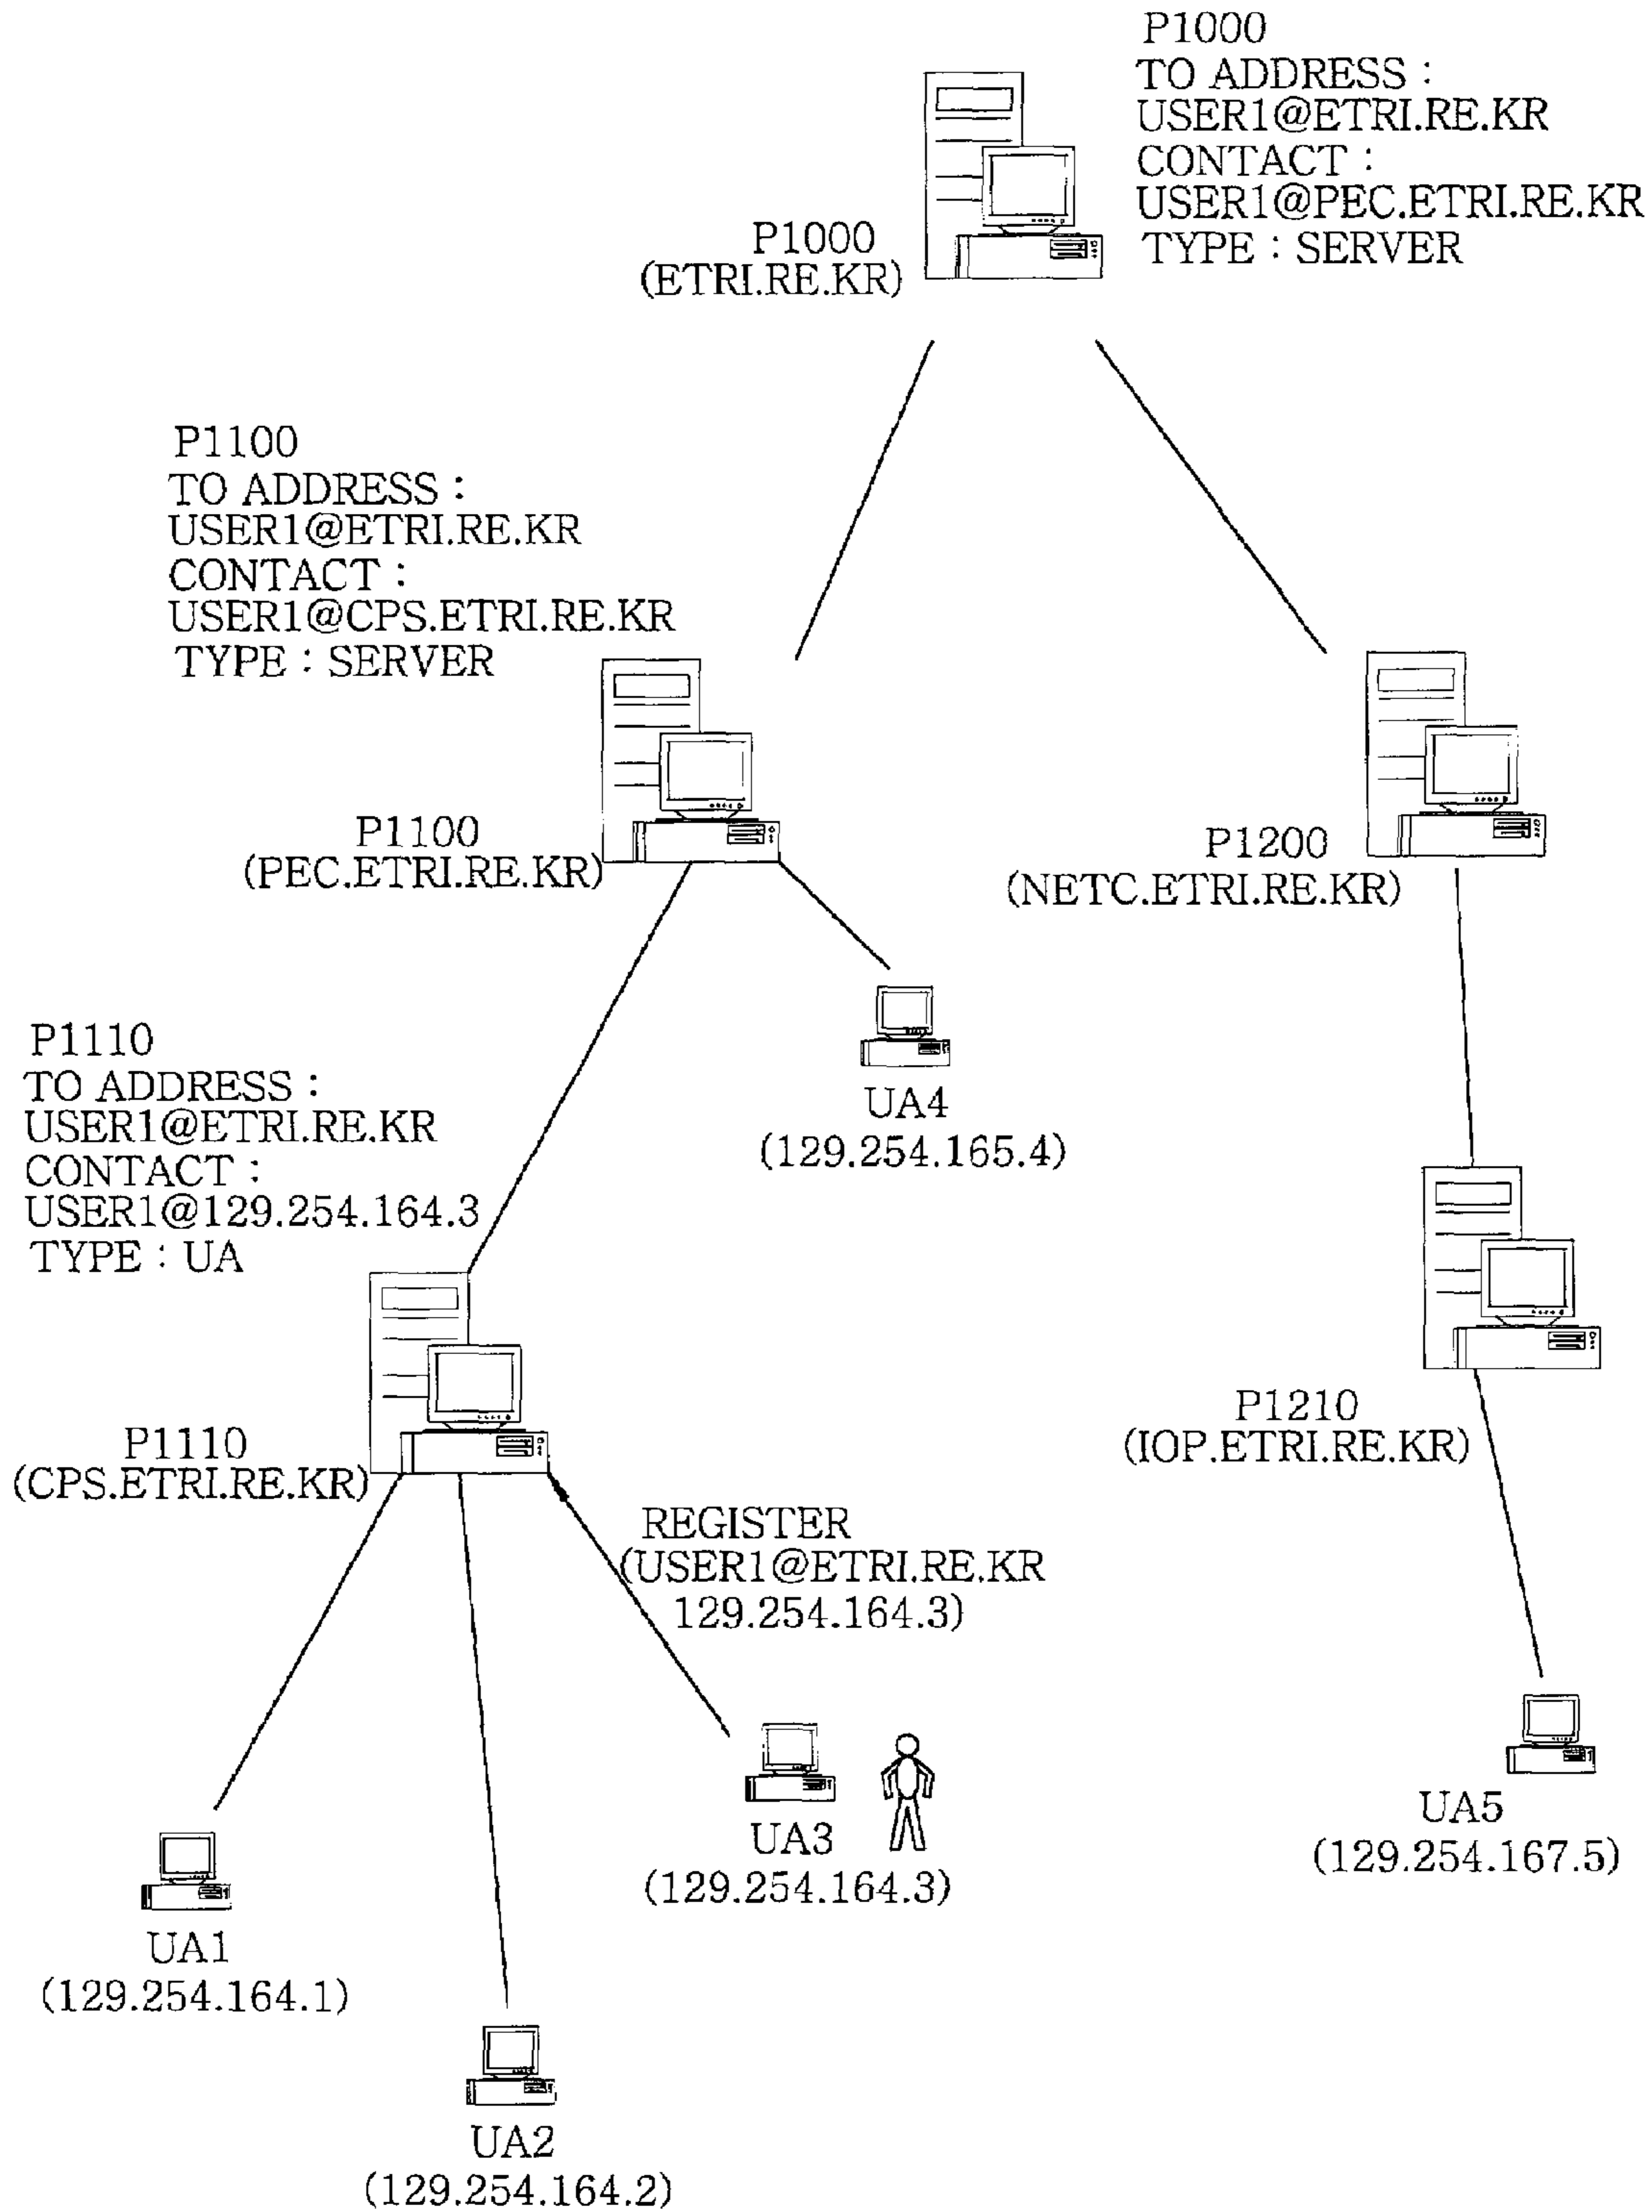 P1000
TO ADDRESS :
USER1@ETRI.RE.KR
CONTACT :
USER1@PEC.ETRI.RE.KR
TYPE : SERVER
P1000
(ETRI.RE.KR)
P1100
TO ADDRESS :
USER1@ETRI.RE.KR
CONTACT :
USER1@CPS.ETRI.RE.KR
TYPE : SERVER
P1100
(PEC.ETRI.RE.KR)
P1200
(NETC.ETRI.RE.KR)
UA4
(129.254.165.4)
P1110
TO ADDRESS :
USER1@ETRI.RE.KR
CONTACT :
USER1@129.254.164.3
TYPE : UA
P1110
(CPS.ETRI.RE.KR)
P1210
(IOP.ETRI.RE.KR)
REGISTER
(USER1@ETRI.RE.KR
129.254.164.3)
UA3
(129.254.164.3)
UA5
(129.254.167.5)
UA1
(129.254.164.1)
UA2
(129.254.164.2)